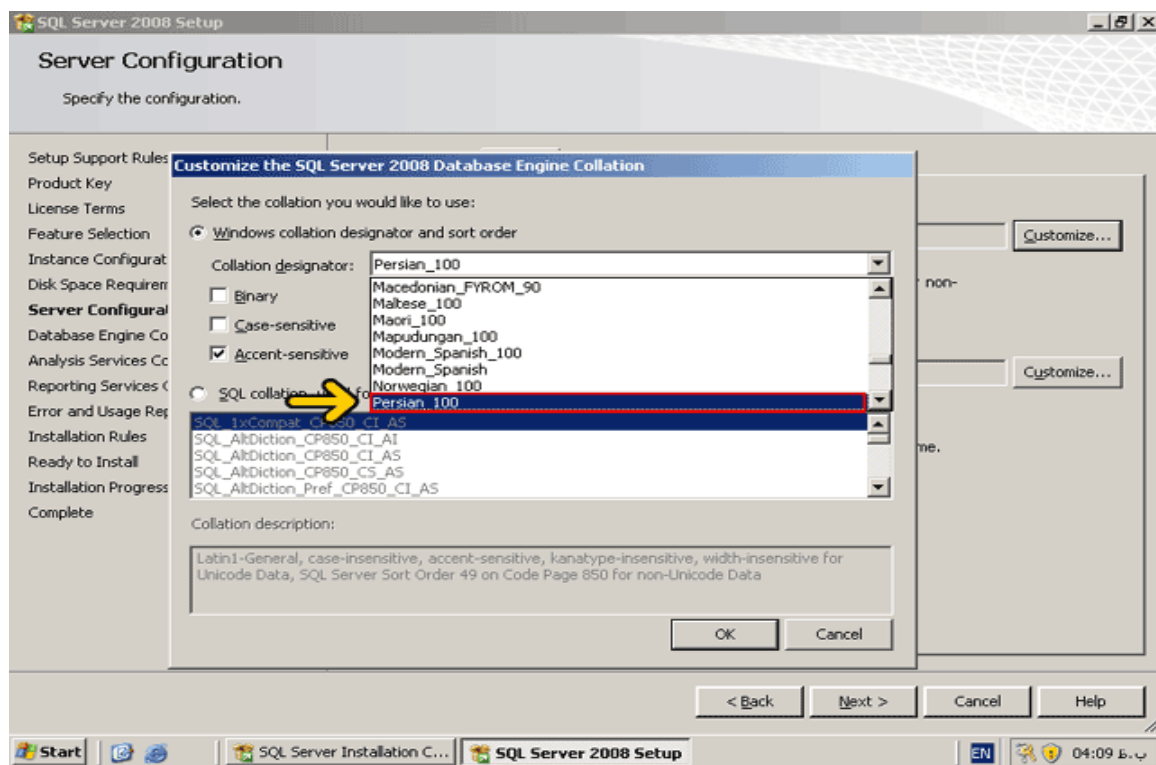 SQL Server 2008 Setup
Server Configuration
Specify the configuration.
Setup Support Rules
Product Key
License Terms
Feature Selection
Instance Configurat
Disk Space Requirem
Server Configurat
Database Engine Co
Analysis Services Cc
Reporting Services (
Error and Usage Rep
Installation Rules
Ready to Install
Installation Progress
Complete
Customize the SQL Server 2008 Database Engine Collation
Select the collation you would like to use:
Windows collation designator and sort order
Collation designator:
Persian_100
Binary
Case-sensitive
Accent-sensitive
Macedonian_FYROM_90
Maltese_100
Maori_100
Mapudungan_100
Modern_Spanish_100
Modern_Spanish
Norwegian_100
Persian_100
SQL collation,
SQL_1xCompat_CP850_CI_AS
SQL_AltDiction_CP850_CI_AI
SQL_AltDiction_CP850_CI_AS
SQL_AltDiction_CP850_CS_AS
SQL_AltDiction_Pref_CP850_CI_AS
Collation description:
Latin1-General, case-insensitive, accent-sensitive, kanatype-insensitive, width-insensitive for
Unicode Data, SQL Server Sort Order 49 on Code Page 850 for non-Unicode Data
OK
Cancel
Customize...
non-
Customize...
me.
< Back
Next >
Cancel
Help
Start
SQL Server Installation C...
SQL Server 2008 Setup
EN
04:09 ب.ظ